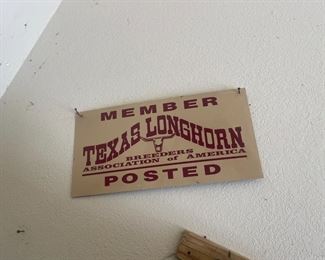 MEMBER
TEXAS LONGHORN
BREEDERS
ASSOCIATION of AMERICA
POSTED